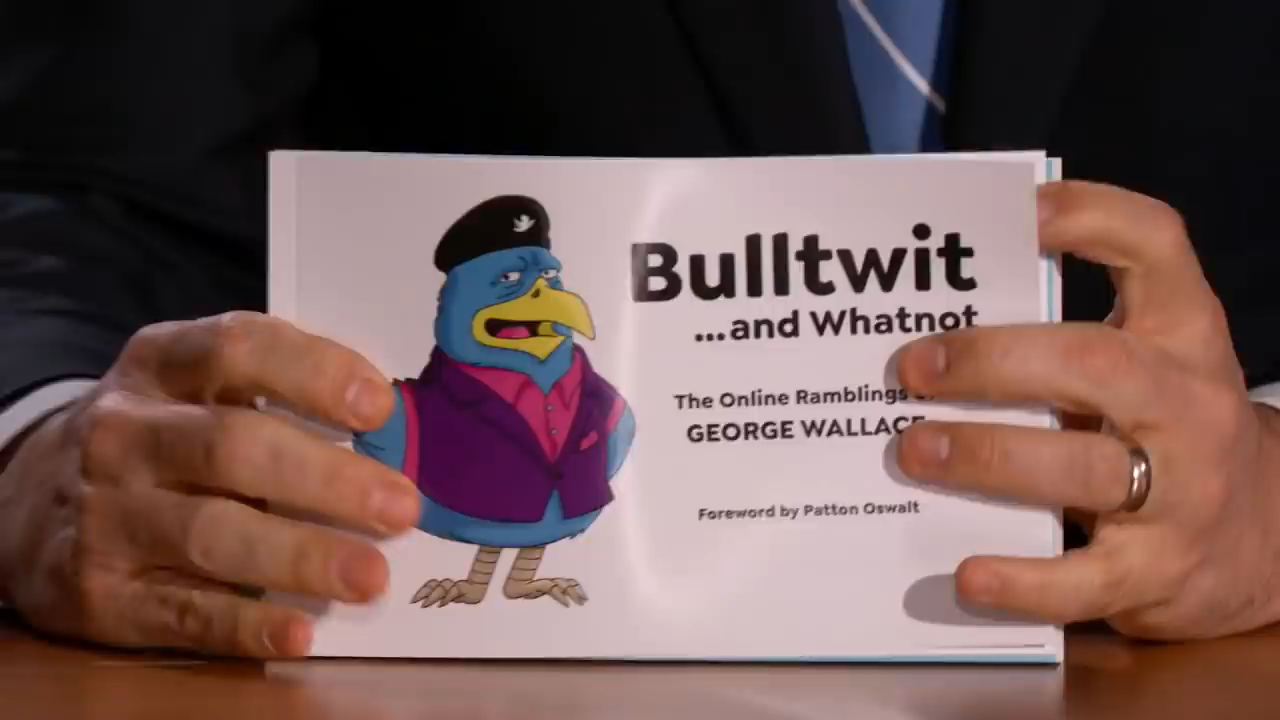 Bulltwit
...and Whatnot
The Online Ramblings
GEORGE WALLACE
Foreword by Patton Oswalt